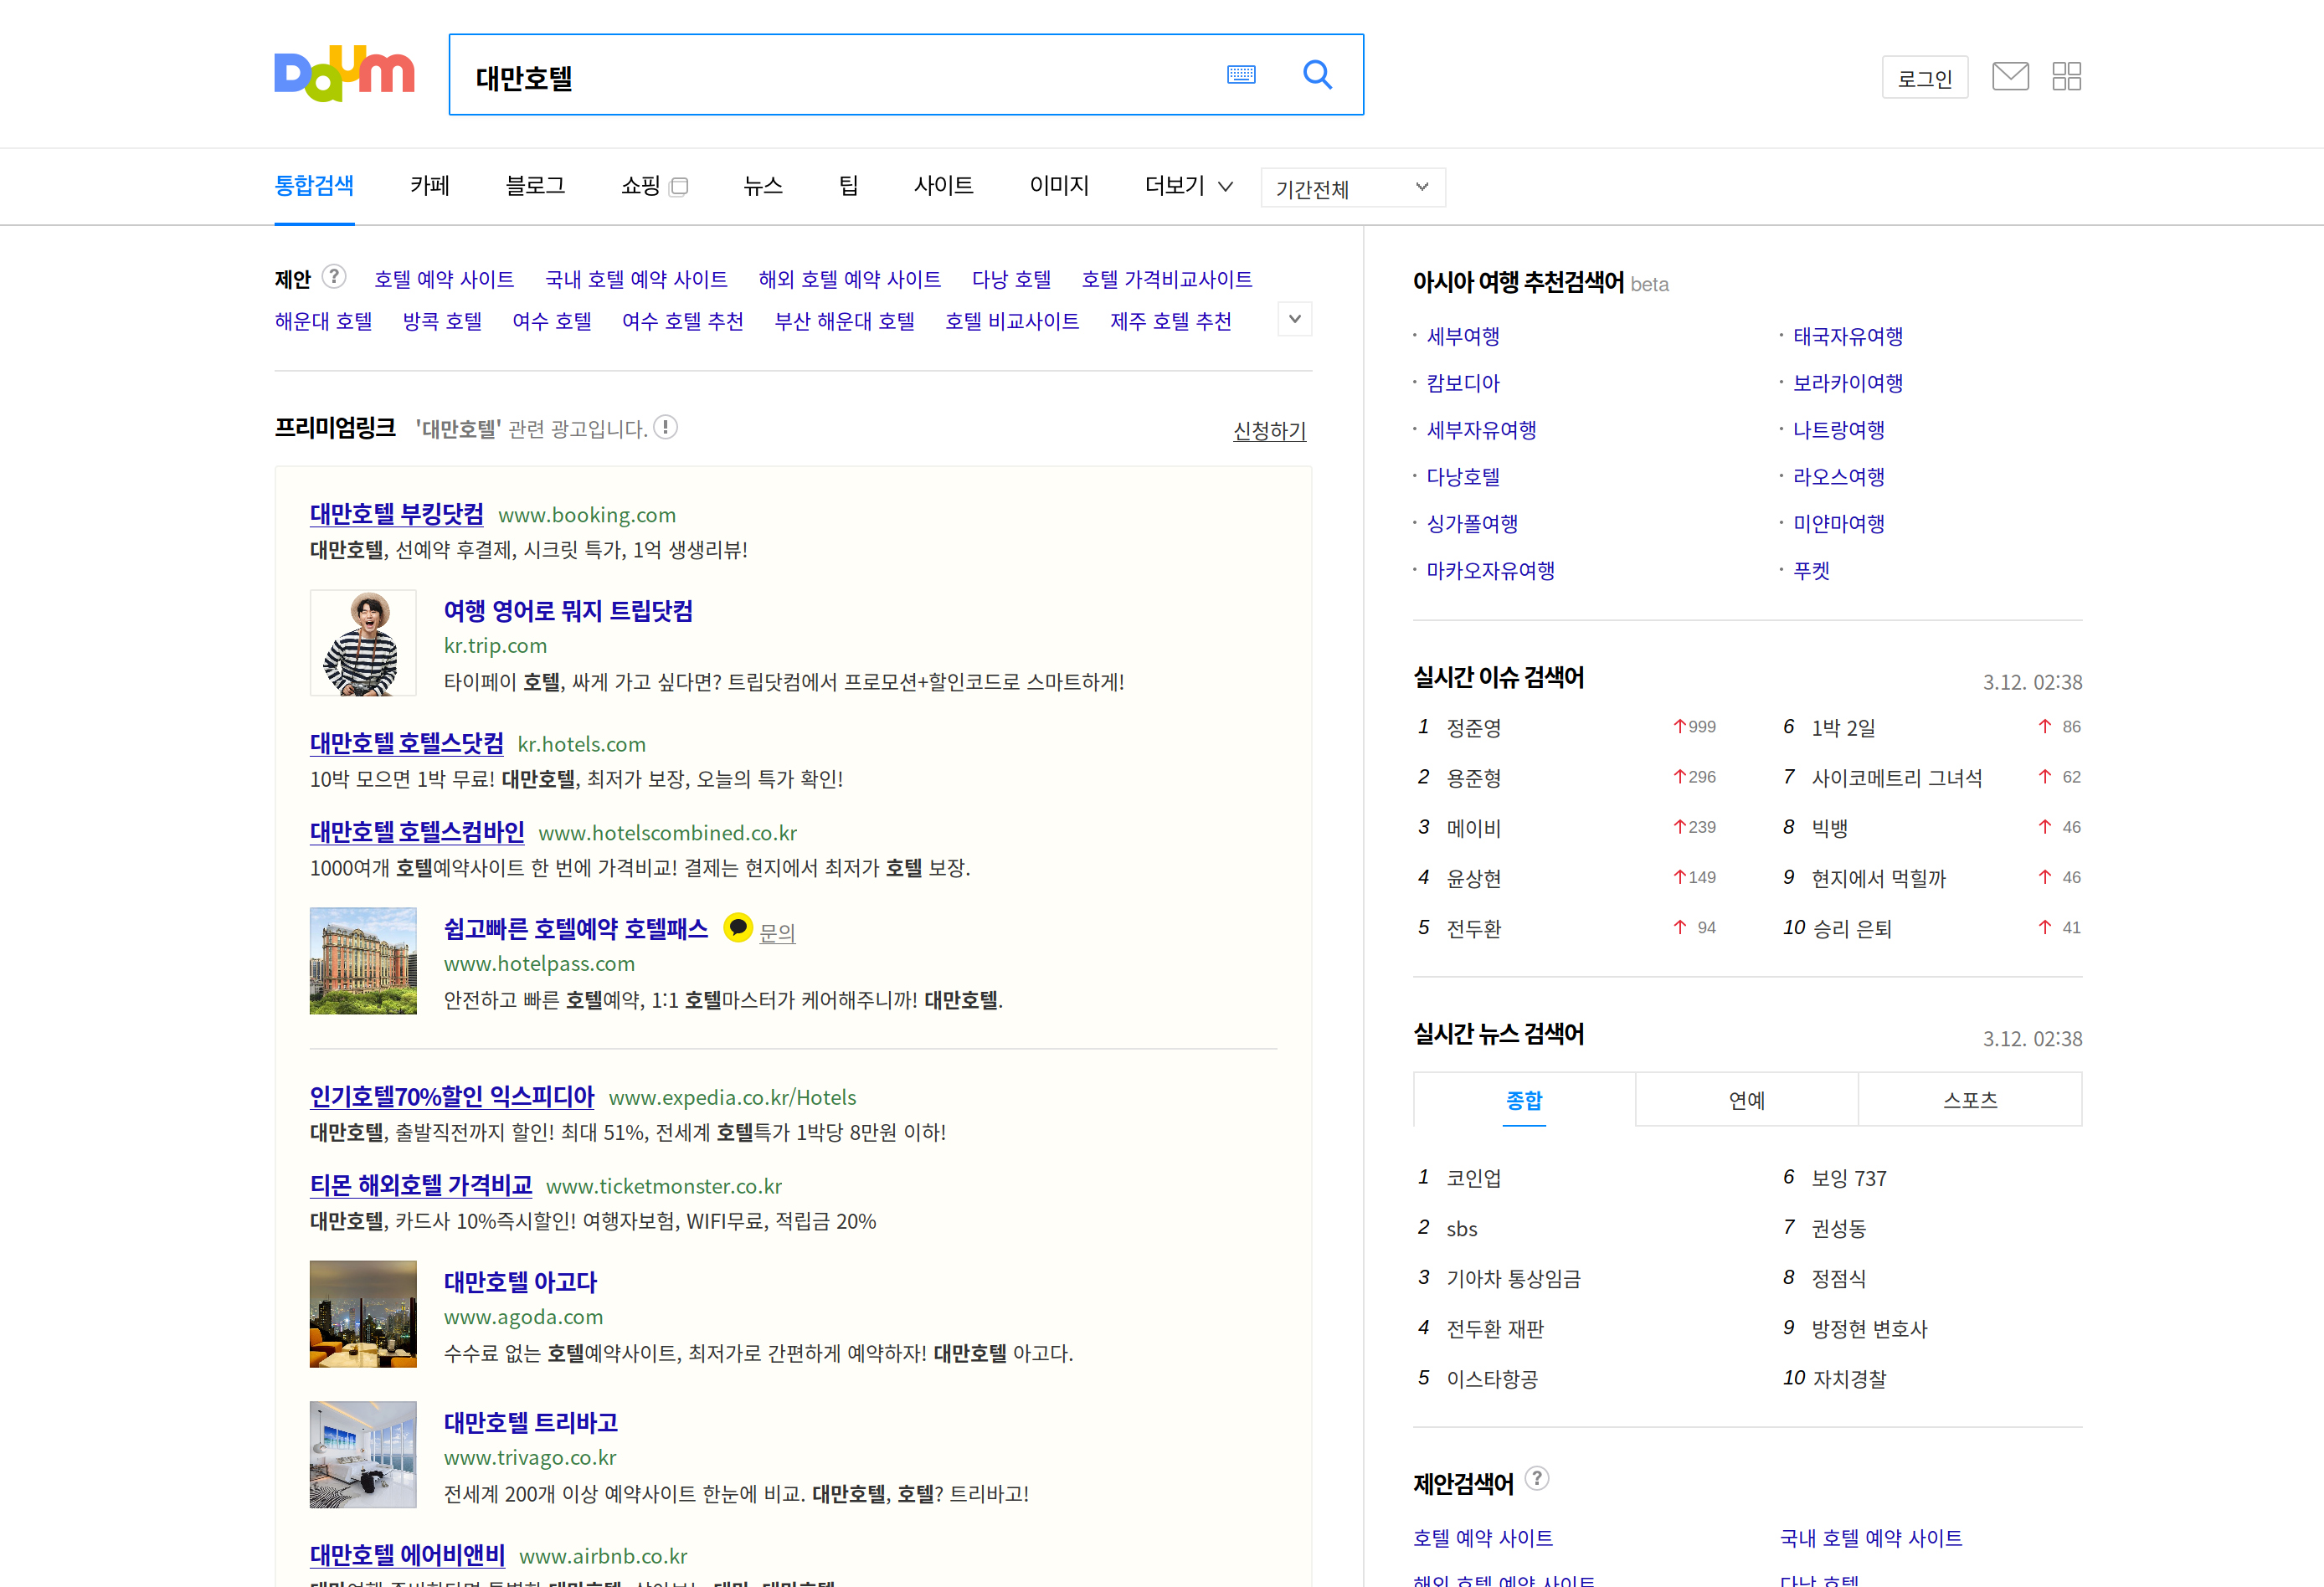 Daum
대만호텔
로그인
통합검색 카페 블로그 쇼핑 뉴스 팁 사이트 이미지 더보기 기간전체
제안 ? 호텔 예약 사이트 국내 호텔 예약 사이트 해외 호텔 예약 사이트 다낭 호텔 호텔 가격비교사이트
해운대 호텔 방콕 호텔 여수 호텔 여수 호텔 추천 부산 해운대 호텔 호텔 비교사이트 제주 호텔 추천
프리미엄링크 '대만호텔' 관련 광고입니다. ! 신청하기
대만호텔 부킹닷컴 www.booking.com
대만호텔, 선예약 후결제, 시크릿 특가, 1억 생생리뷰!
여행 영어로 뭐지 트립닷컴
kr.trip.com
타이페이 호텔, 싸게 가고 싶다면? 트립닷컴에서 프로모션+할인코드로 스마트하게!
대만호텔 호텔스닷컴 kr.hotels.com
10박 모으면 1박 무료! 대만호텔, 최저가 보장, 오늘의 특가 확인!
대만호텔 호텔스컴바인 www.hotelscombined.co.kr
1000여개 호텔예약사이트 한 번에 가격비교! 결제는 현지에서 최저가 호텔 보장.
쉽고빠른 호텔예약 호텔패스 문의
www.hotelpass.com
안전하고 빠른 호텔예약, 1:1 호텔마스터가 케어해주니까! 대만호텔.
인기호텔70%할인 익스피디아 www.expedia.co.kr/Hotels
대만호텔, 출발직전까지 할인! 최대 51%, 전세계 호텔특가 1박당 8만원 이하!
티몬 해외호텔 가격비교 www.ticketmonster.co.kr
대만호텔, 카드사 10%즉시할인! 여행자보험, WIFI무료, 적립금 20%
대만호텔 아고다
www.agoda.com
수수료 없는 호텔예약사이트, 최저가로 간편하게 예약하자! 대만호텔 아고다.
대만호텔 트리바고
www.trivago.co.kr
전세계 200개 이상 예약사이트 한눈에 비교. 대만호텔, 호텔? 트리바고!
대만호텔 에어비앤비 www.airbnb.co.kr
아시아 여행 추천검색어 beta
· 세부여행 · 태국자유여행
· 캄보디아 · 보라카이여행
· 세부자유여행 · 나트랑여행
· 다낭호텔 · 라오스여행
· 싱가폴여행 · 미얀마여행
· 마카오자유여행 · 푸켓
실시간 이슈 검색어 3.12. 02:38
1 정준영 ↑999 6 1박 2일 ↑ 86
2 용준형 ↑296 7 사이코메트리 그녀석 ↑ 62
3 메이비 ↑239 8 빅뱅 ↑ 46
4 윤상현 ↑149 9 현지에서 먹힐까 ↑ 46
5 전두환 ↑ 94 10 승리 은퇴 ↑ 41
실시간 뉴스 검색어 3.12. 02:38
종합 연예 스포츠
1 코인업 6 보잉 737
2 sbs 7 권성동
3 기아차 통상임금 8 정점식
4 전두환 재판 9 방정현 변호사
5 이스타항공 10 자치경찰
제안검색어 ?
호텔 예약 사이트 국내 호텔 예약 사이트
해외 호텔 예약 사이트 다낭 호텔